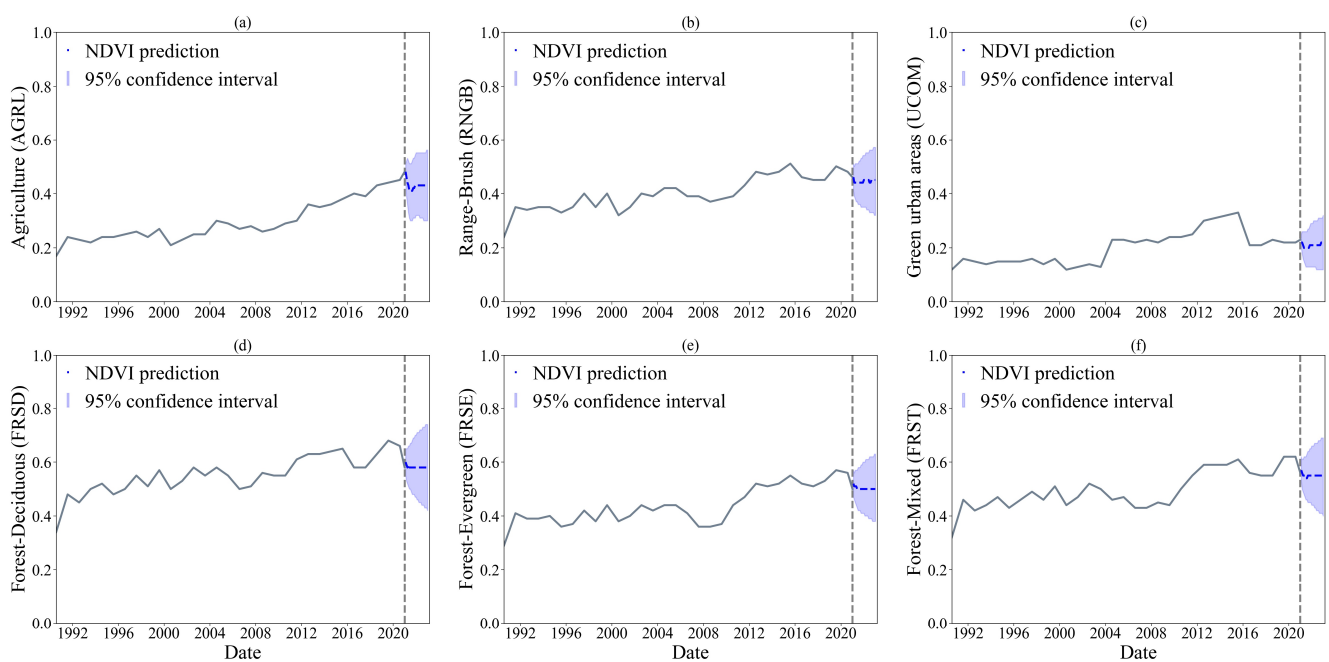 (a)
NDVI prediction
95% confidence interval
Agriculture (AGRL)
1.0
0.8
0.6
0.4
0.2
0.0
1992 1996 2000 2004 2008 2012 2016 2020
(b)
NDVI prediction
95% confidence interval
Range-Brush (RNGB)
1.0
0.8
0.6
0.4
0.2
0.0
1992 1996 2000 2004 2008 2012 2016 2020
(c)
NDVI prediction
95% confidence interval
Green urban areas (UCOM)
1.0
0.8
0.6
0.4
0.2
0.0
1992 1996 2000 2004 2008 2012 2016 2020
(d)
NDVI prediction
95% confidence interval
Forest-Deciduous (FRSD)
1.0
0.8
0.6
0.4
0.2
0.0
1992 1996 2000 2004 2008 2012 2016 2020
Date
(e)
NDVI prediction
95% confidence interval
Forest-Evergreen (FRSE)
1.0
0.8
0.6
0.4
0.2
0.0
1992 1996 2000 2004 2008 2012 2016 2020
Date
(f)
NDVI prediction
95% confidence interval
Forest-Mixed (FRST)
1.0
0.8
0.6
0.4
0.2
0.0
1992 1996 2000 2004 2008 2012 2016 2020
Date